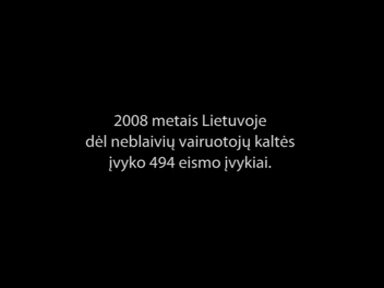 2008 metais Lietuvoje
dėl neblaivių vairuotojų kaltės
įvyko 494 eismo įvykiai.